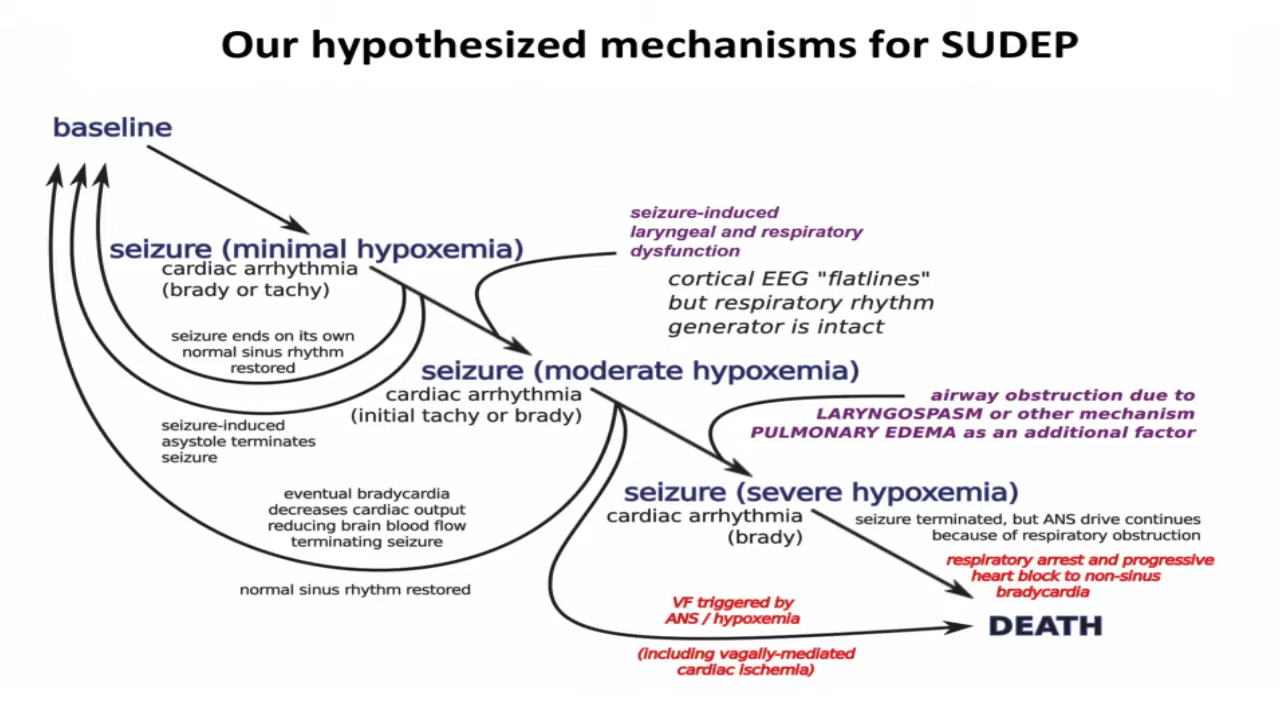 Our hypothesized mechanisms for SUDEP
baseline
seizure (minimal hypoxemia)
cardiac arrhythmia
(brady or tachy)
seizure-induced
laryngeal and respiratory
dysfunction
cortical EEG "flatlines"
but respiratory rhythm
generator is intact
seizure ends on its own
normal sinus rhythm
restored
seizure (moderate hypoxemia)
cardiac arrhythmia
(initial tachy or brady)
airway obstruction due to
LARYNGOSPASM or other mechanism
PULMONARY EDEMA as an additional factor
seizure-induced
asystole terminates
seizure
eventual bradycardia
decreases cardiac output
reducing brain blood flow
terminating seizure
normal sinus rhythm restored
seizure (severe hypoxemia)
cardiac arrhythmia
(brady)
seizure terminated, but ANS drive continues
because of respiratory obstruction
respiratory arrest and progressive
heart block to non-sinus
bradycardia
VF triggered by
ANS / hypoxemia
(including vagally-mediated
cardiac ischemia)
DEATH